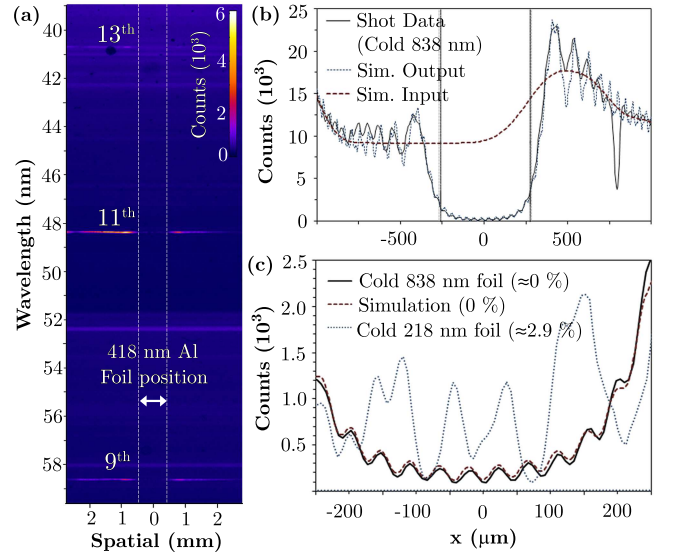 (a)
13th
11th
418 nm Al
Foil position
9th
Counts (10³)
6
4
2
0
Wavelength (nm)
40
42
44
46
48
50
52
54
56
58
2 1 0 1 2
Spatial (mm)
(b)
Counts (10³)
25
20
15
10
5
0
Shot Data
(Cold 838 nm)
Sim. Output
Sim. Input
-500 0 500
(c)
Counts (10³)
2.5
2.0
1.5
1.0
0.5
Cold 838 nm foil (≈0 %)
Simulation (0 %)
Cold 218 nm foil (≈2.9 %)
-200 -100 0 100 200
x (μm)